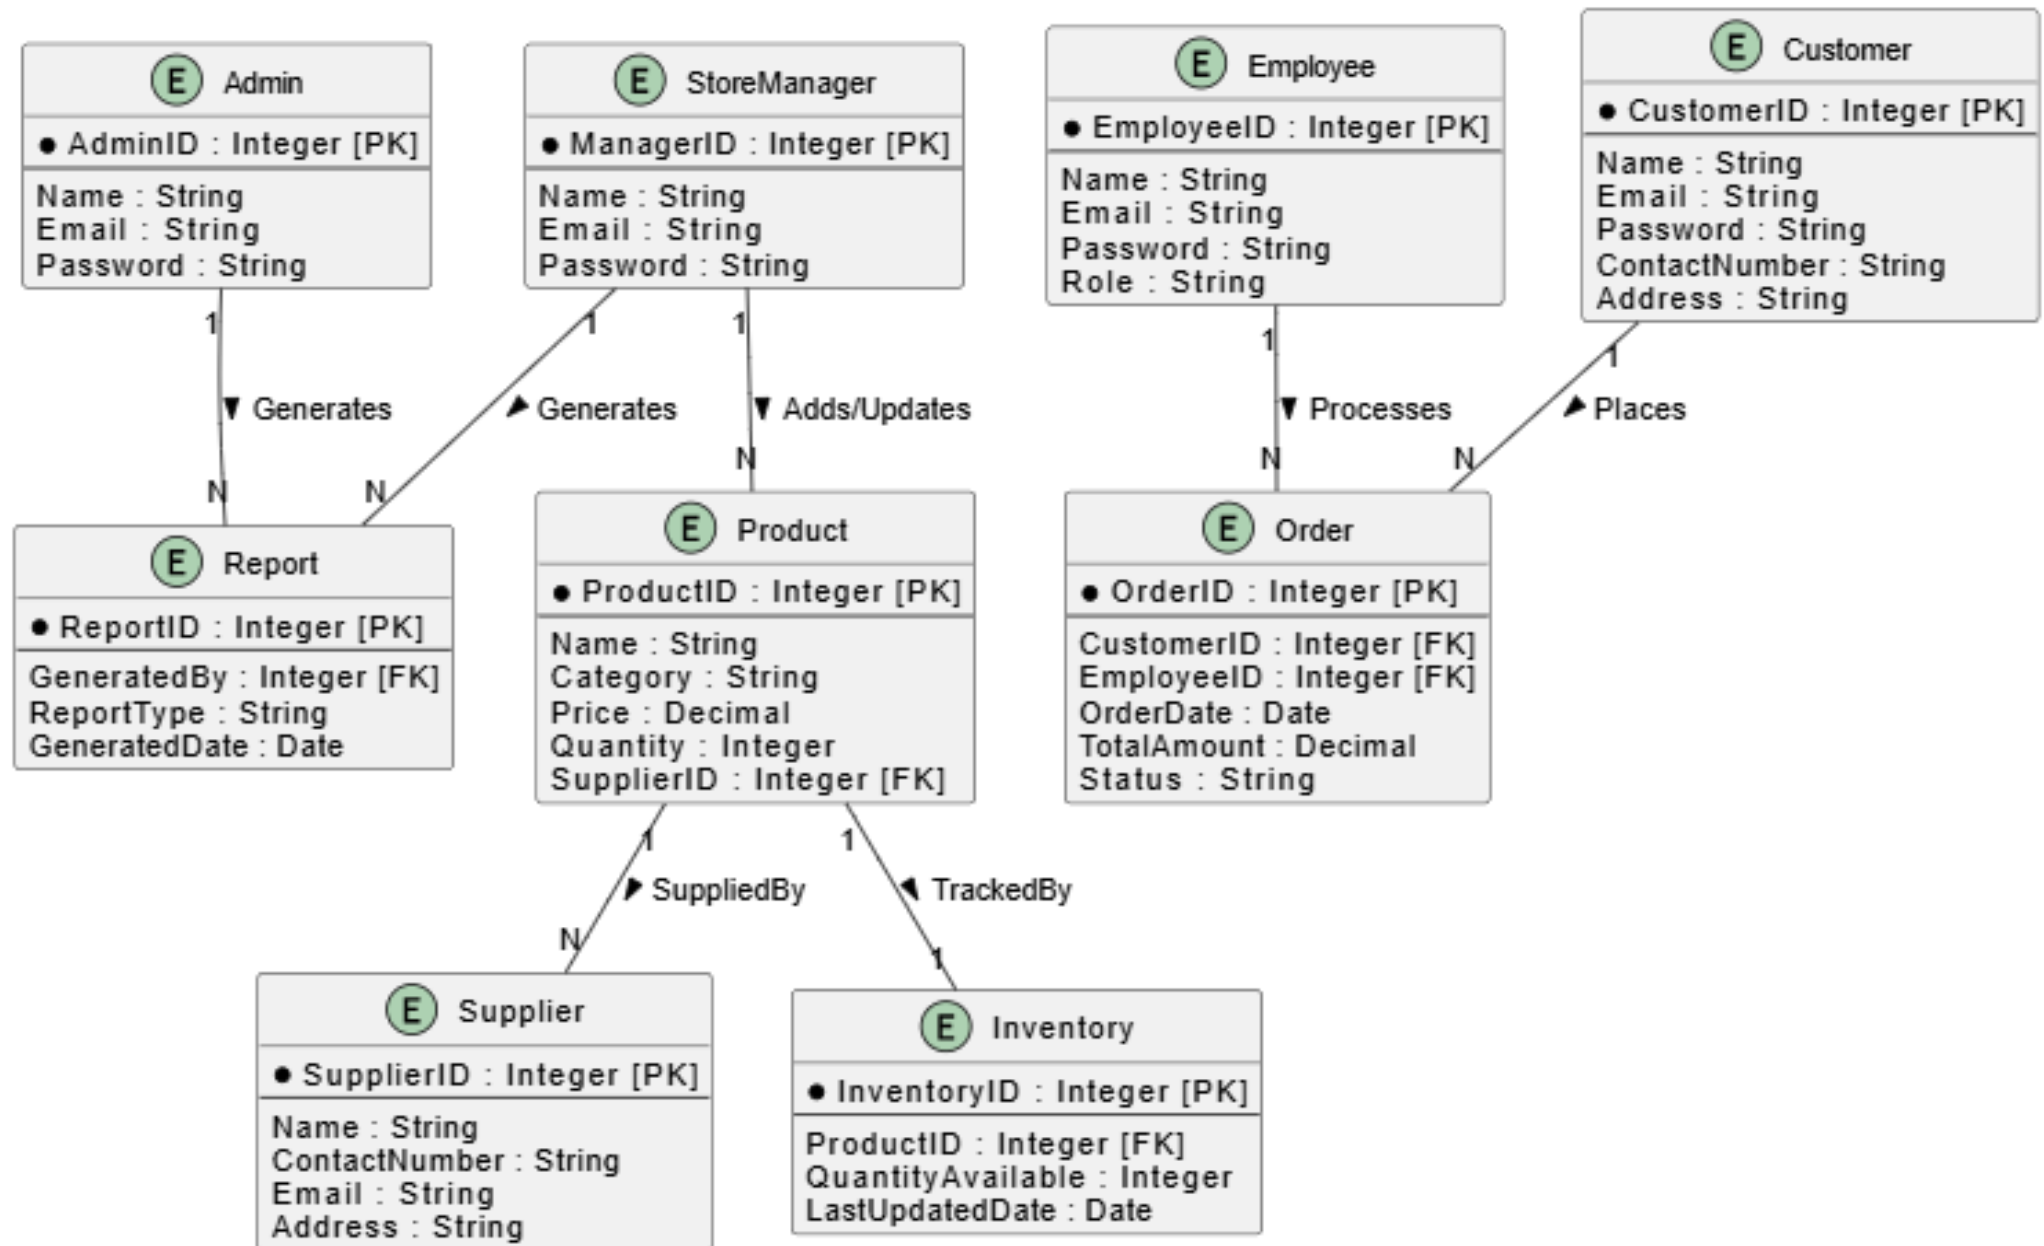 E Admin
● AdminID : Integer [PK]
Name : String
Email : String
Password : String
E StoreManager
● ManagerID : Integer [PK]
Name : String
Email : String
Password : String
E Employee
● EmployeeID : Integer [PK]
Name : String
Email : String
Password : String
Role : String
E Customer
● CustomerID : Integer [PK]
Name : String
Email : String
Password : String
ContactNumber : String
Address : String
1
1
1
1
1
Generates
Generates
Adds/Updates
Processes
Places
N
N
N
N
N
E Report
● ReportID : Integer [PK]
GeneratedBy : Integer [FK]
ReportType : String
GeneratedDate : Date
E Product
● ProductID : Integer [PK]
Name : String
Category : String
Price : Decimal
Quantity : Integer
SupplierID : Integer [FK]
E Order
● OrderID : Integer [PK]
CustomerID : Integer [FK]
EmployeeID : Integer [FK]
OrderDate : Date
TotalAmount : Decimal
Status : String
1
1
SuppliedBy
TrackedBy
N
1
E Supplier
● SupplierID : Integer [PK]
Name : String
ContactNumber : String
Email : String
Address : String
E Inventory
● InventoryID : Integer [PK]
ProductID : Integer [FK]
QuantityAvailable : Integer
LastUpdatedDate : Date